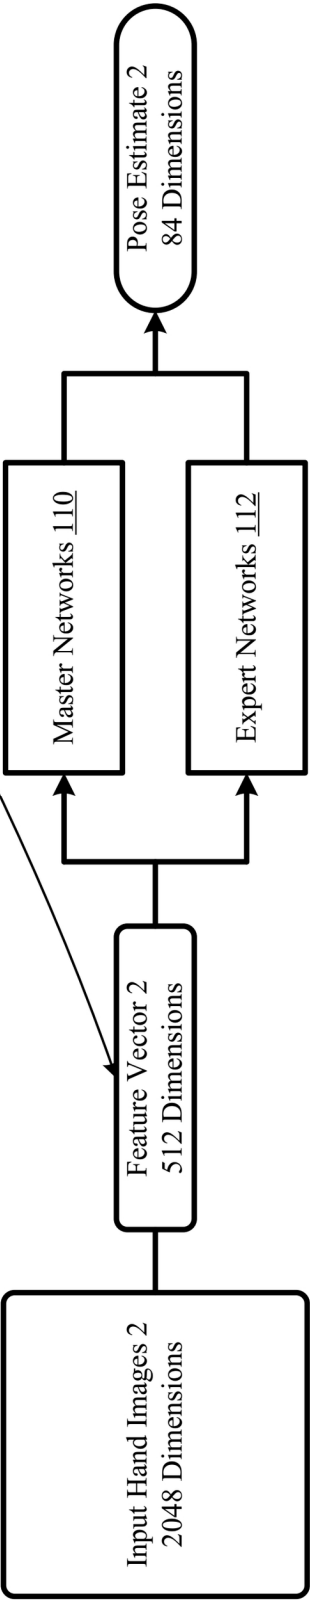 Input Hand Images 2
2048 Dimensions
Feature Vector 2
512 Dimensions
Master Networks 110
Expert Networks 112
Pose Estimate 2
84 Dimensions